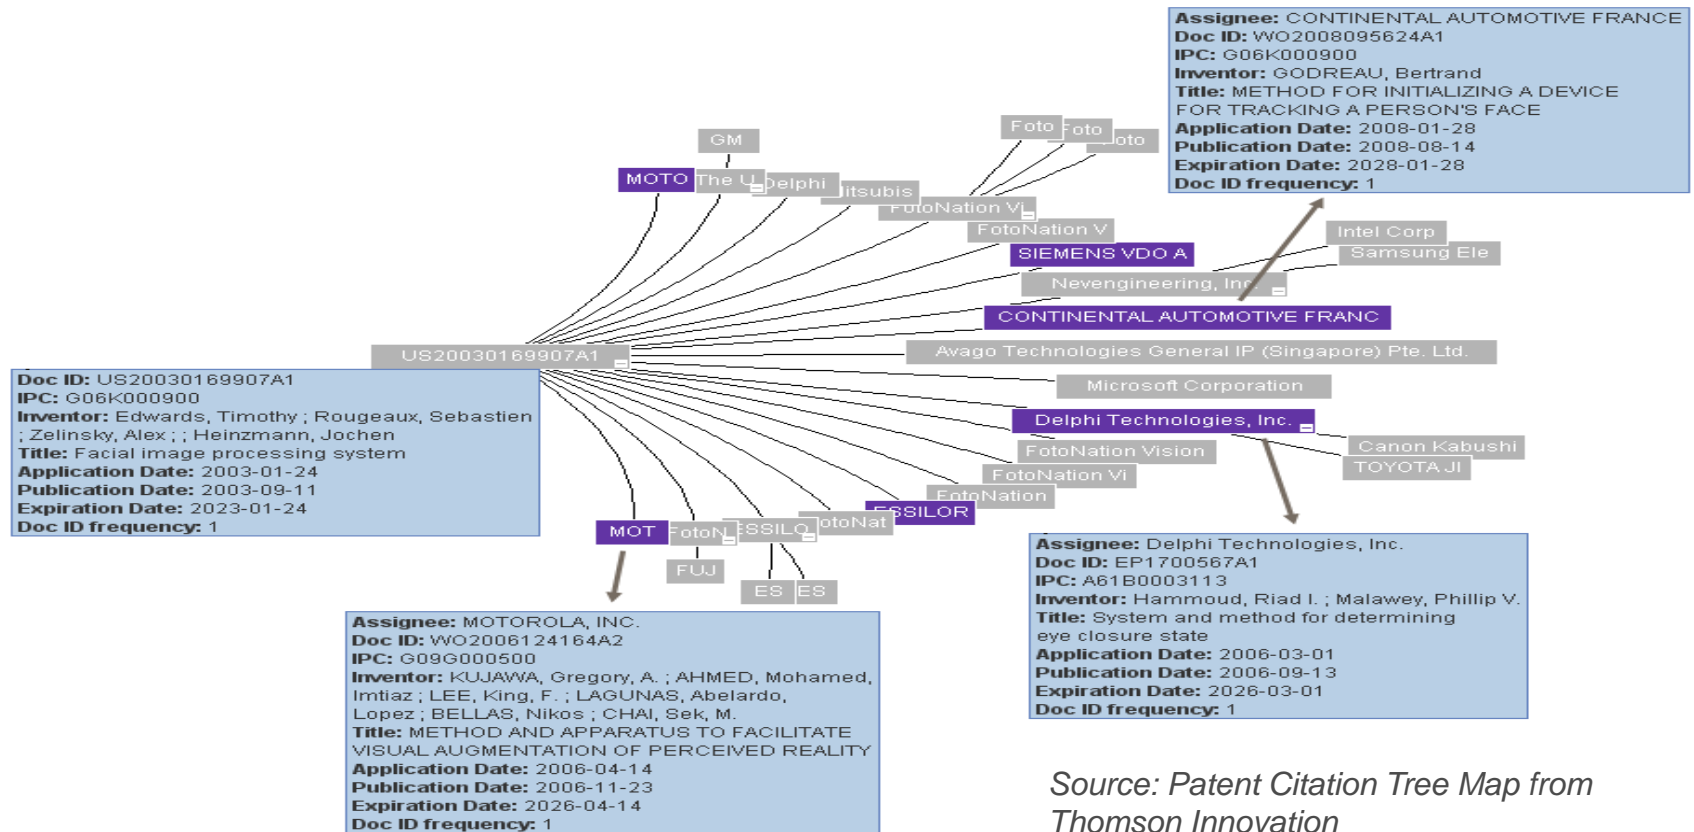 Assignee: CONTINENTAL AUTOMOTIVE FRANCE
Doc ID: WO2008095624A1
IPC: G06K000900
Inventor: GODREAU, Bertrand
Title: METHOD FOR INITIALIZING A DEVICE
FOR TRACKING A PERSON'S FACE
Application Date: 2008-01-28
Publication Date: 2008-08-14
Expiration Date: 2028-01-28
Doc ID frequency: 1
GM
Foto
Foto
oto
MOTO
The U
Delphi
litsubis
FotoNation Vi
FotoNation V
SIEMENS VDO A
Intel Corp
Samsung Ele
Nevengineering, Inc.
CONTINENTAL AUTOMOTIVE FRANC
US20030169907A1
Avago Technologies General IP (Singapore) Pte. Ltd.
Microsoft Corporation
Delphi Technologies, Inc.
Canon Kabushi
TOYOTA JI
FotoNation Vision
FotoNation Vi
FotoNation
ESSILOR
FotoNat
ESSILO
FotoN
MOT
FUJ
ES
ES
Doc ID: US20030169907A1
IPC: G06K000900
Inventor: Edwards, Timothy ; Rougeaux, Sebastien
; Zelinsky, Alex ; ; Heinzmann, Jochen
Title: Facial image processing system
Application Date: 2003-01-24
Publication Date: 2003-09-11
Expiration Date: 2023-01-24
Doc ID frequency: 1
Assignee: Delphi Technologies, Inc.
Doc ID: EP1700567A1
IPC: A61B0003113
Inventor: Hammoud, Riad I. ; Malawey, Phillip V.
Title: System and method for determining
eye closure state
Application Date: 2006-03-01
Publication Date: 2006-09-13
Expiration Date: 2026-03-01
Doc ID frequency: 1
Assignee: MOTOROLA, INC.
Doc ID: WO2006124164A2
IPC: G09G000500
Inventor: KUJAWA, Gregory, A. ; AHMED, Mohamed,
Imtiaz ; LEE, King, F. ; LAGUNAS, Abelardo,
Lopez ; BELLAS, Nikos ; CHAI, Sek, M.
Title: METHOD AND APPARATUS TO FACILITATE
VISUAL AUGMENTATION OF PERCEIVED REALITY
Application Date: 2006-04-14
Publication Date: 2006-11-23
Expiration Date: 2026-04-14
Doc ID frequency: 1
Source: Patent Citation Tree Map from
Thomson Innovation